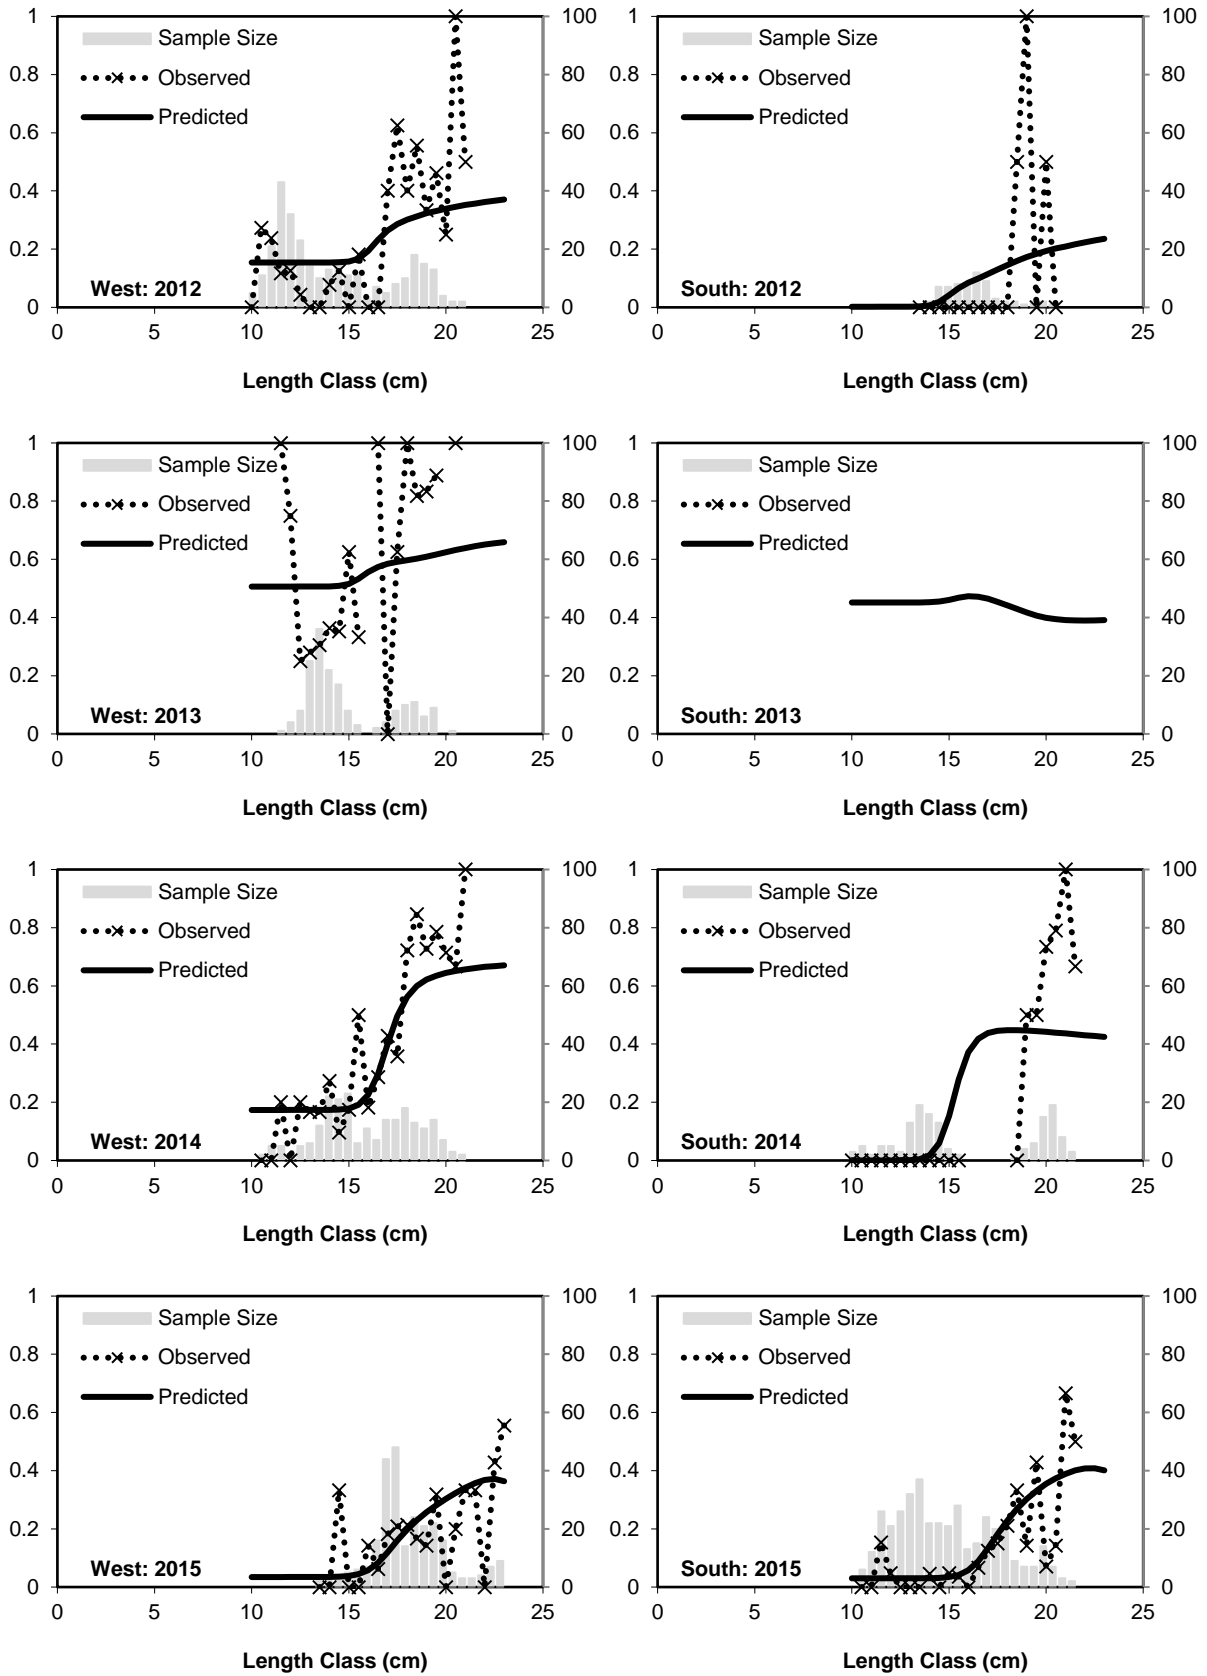 1 100 1 100
Sample Size Sample Size
0.8 80 0.8 80
Observed Observed
Predicted Predicted
0.6 60 0.6 60
0.4 40 0.4 40
0.2 20 0.2 20
West: 2012 South: 2012
0 0 0 0
0 5 10 15 20 25 0 5 10 15 20 25
Length Class (cm) Length Class (cm)
1 100 1 100
Sample Size Sample Size
0.8 80 0.8 80
Observed Observed
Predicted Predicted
0.6 60 0.6 60
0.4 40 0.4 40
0.2 20 0.2 20
West: 2013 South: 2013
0 0 0 0
0 5 10 15 20 25 0 5 10 15 20 25
Length Class (cm) Length Class (cm)
1 100 1 100
Sample Size Sample Size
0.8 80 0.8 80
Observed Observed
Predicted Predicted
0.6 60 0.6 60
0.4 40 0.4 40
0.2 20 0.2 20
West: 2014 South: 2014
0 0 0 0
0 5 10 15 20 25 0 5 10 15 20 25
Length Class (cm) Length Class (cm)
1 100 1 100
Sample Size Sample Size
0.8 80 0.8 80
Observed Observed
Predicted Predicted
0.6 60 0.6 60
0.4 40 0.4 40
0.2 20 0.2 20
West: 2015 South: 2015
0 0 0 0
0 5 10 15 20 25 0 5 10 15 20 25
Length Class (cm) Length Class (cm)